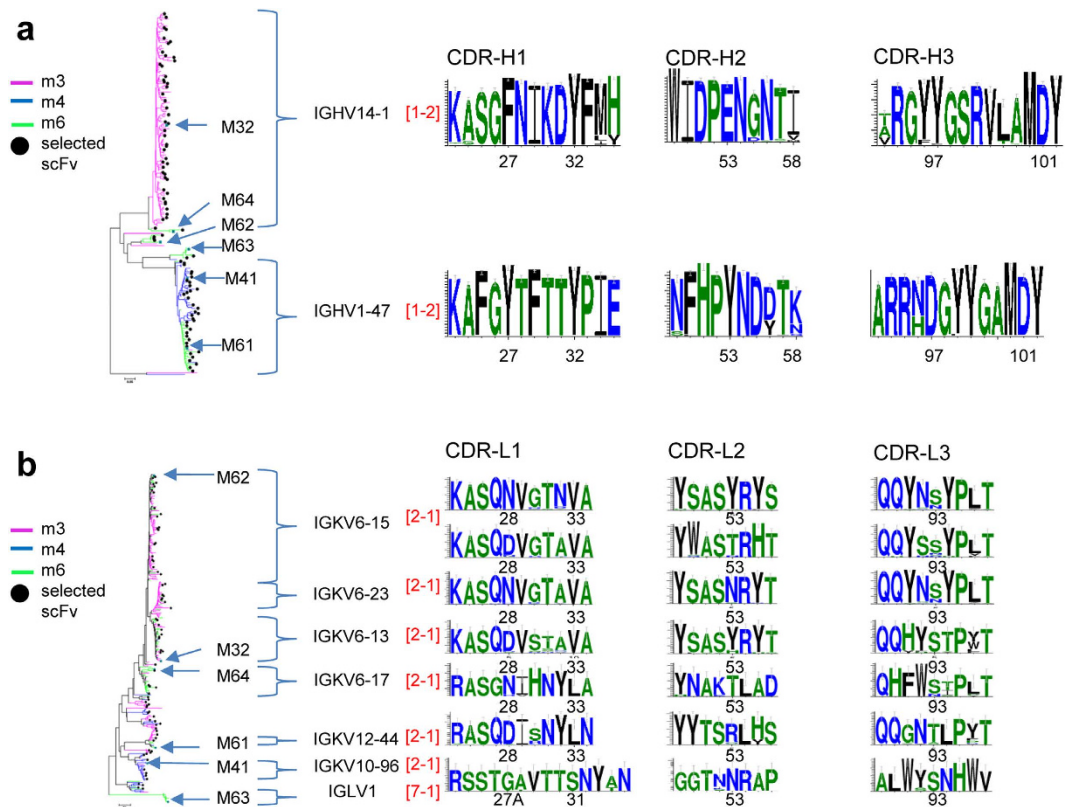 a
m3
m4
m6
selected
scFv
M32
M64
M62
M63
M41
M61
IGHV14-1 [1-2]
IGHV1-47 [1-2]
CDR-H1 CDR-H2 CDR-H3
KASGFNIKDYFMH WIDPENGNTI ARGYYGSRVLAMDY
27 32 53 58 97 101
KAFGYTFTTYPIE NFHPYNDDTK ARRNDGYYGAMDY
27 32 53 58 97 101
b
m3
m4
m6
selected
scFv
M62
M32
M64
M61
M41
M63
CDR-L1 CDR-L2 CDR-L3
IGKV6-15 [2-1]
KASQNVGTNVA YSASYRYS QQYNSYPLT
28 33 53 93
KASQDVGTAVA YWASTRHT QQYSSYPLT
28 33 53 93
IGKV6-23 [2-1] KASQNVGTAVA YSASNRYT QQYNSYPLT
28 33 53 93
IGKV6-13 [2-1] KASQDVSTAVA YSASYRYT QQHYSTPYT
28 53 93
IGKV6-17 [2-1] RASGNIHNYLA YNAKTLAD QHFWSTPLT
28 33 53 93
IGKV12-44 [2-1] RASQDISNYLN YYTSRLHS QQGNTLPYT
28 33 53 93
IGKV10-96 [2-1]
IGLV1 [7-1]
RSSTGAVTTSNYAN GGTNNRAP ALWYSNHWV
27A 31 53 93